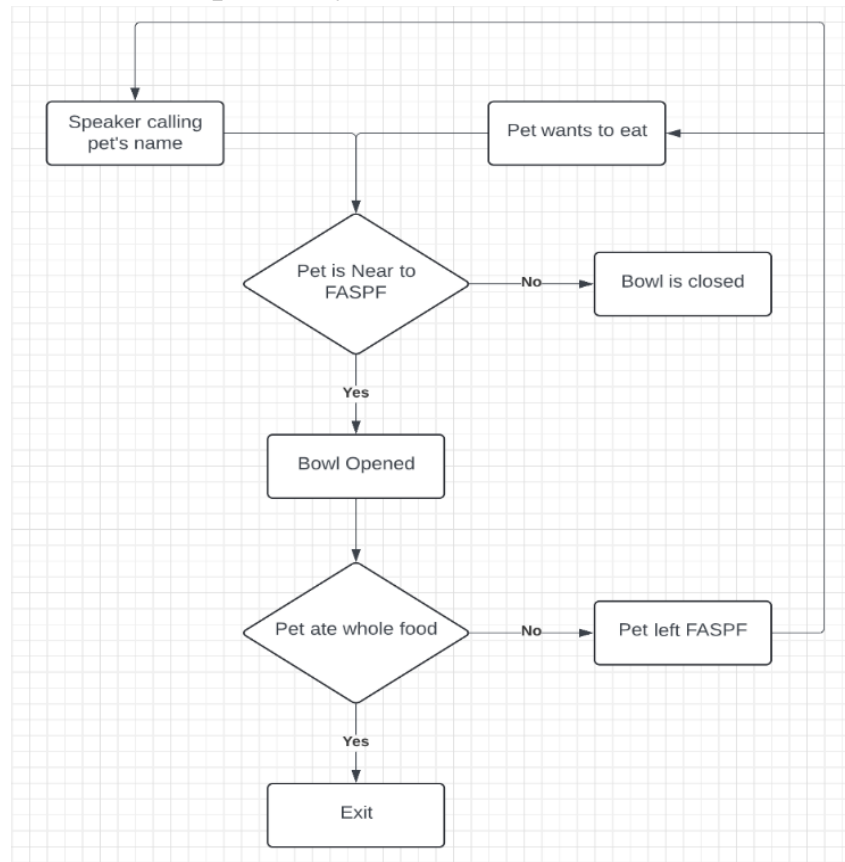 Speaker calling
pet's name
Pet wants to eat
Pet is Near to
FASPF
No
Bowl is closed
Yes
Bowl Opened
Pet ate whole food
No
Pet left FASPF
Yes
Exit